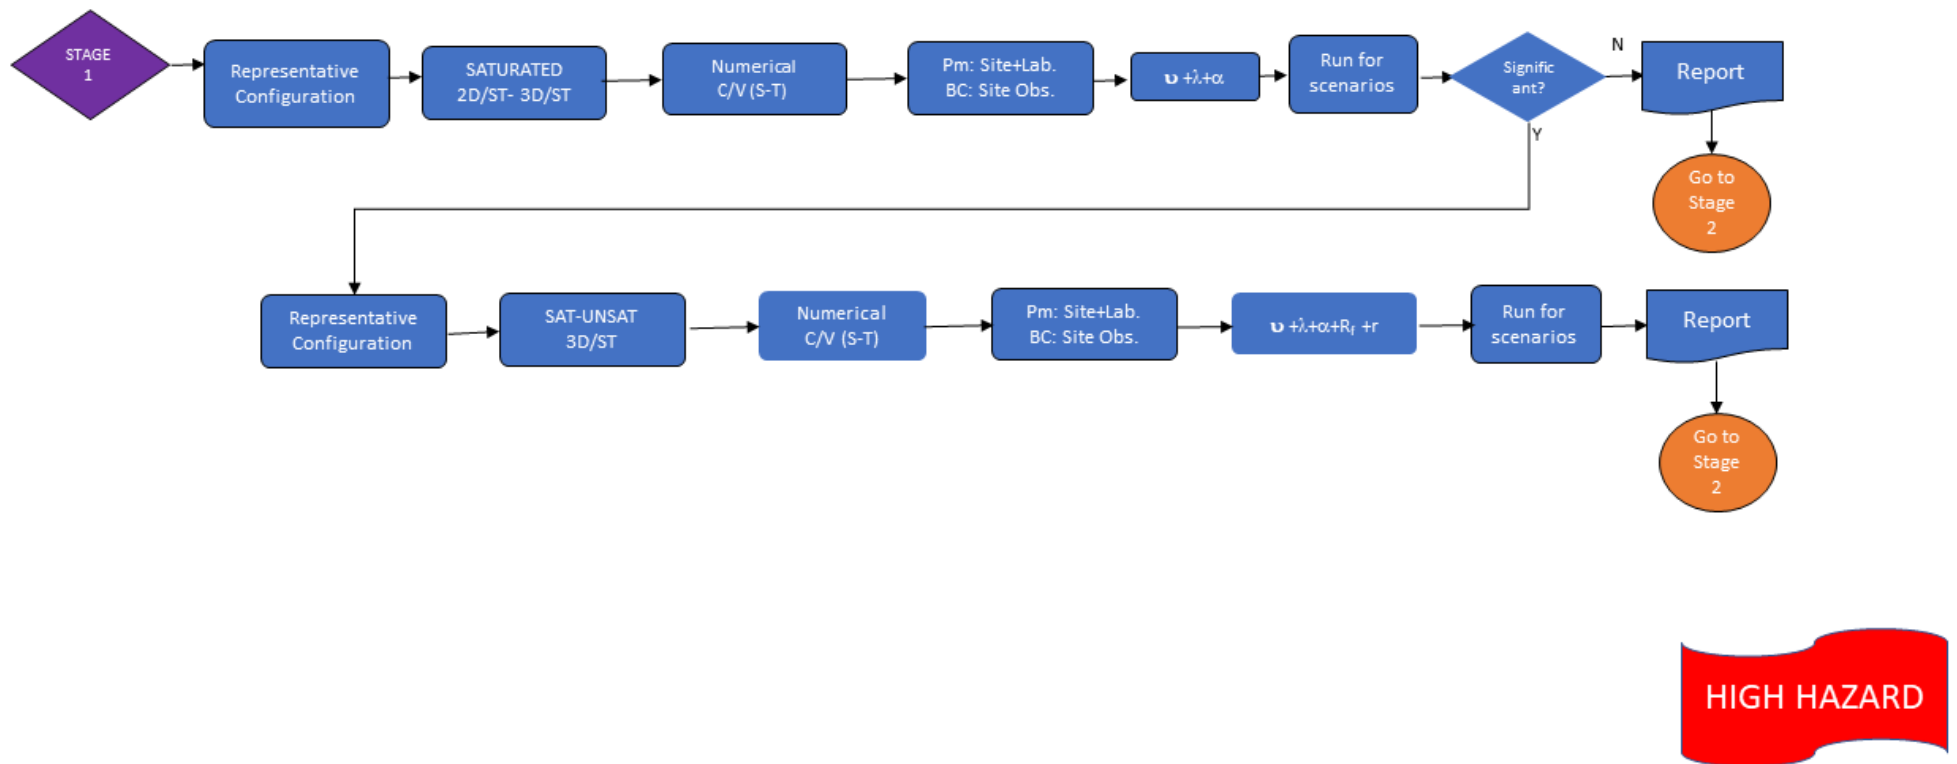 STAGE
1
Representative
Configuration
SATURATED
2D/ST- 3D/ST
Numerical
C/V (S-T)
Pm: Site+Lab.
BC: Site Obs.
υ +λ+α
Run for
scenarios
Signific
ant?
N
Report
Y
Go to
Stage
2
Representative
Configuration
SAT-UNSAT
3D/ST
Numerical
C/V (S-T)
Pm: Site+Lab.
BC: Site Obs.
υ +λ+α+Rf +r
Run for
scenarios
Report
Go to
Stage
2
HIGH HAZARD